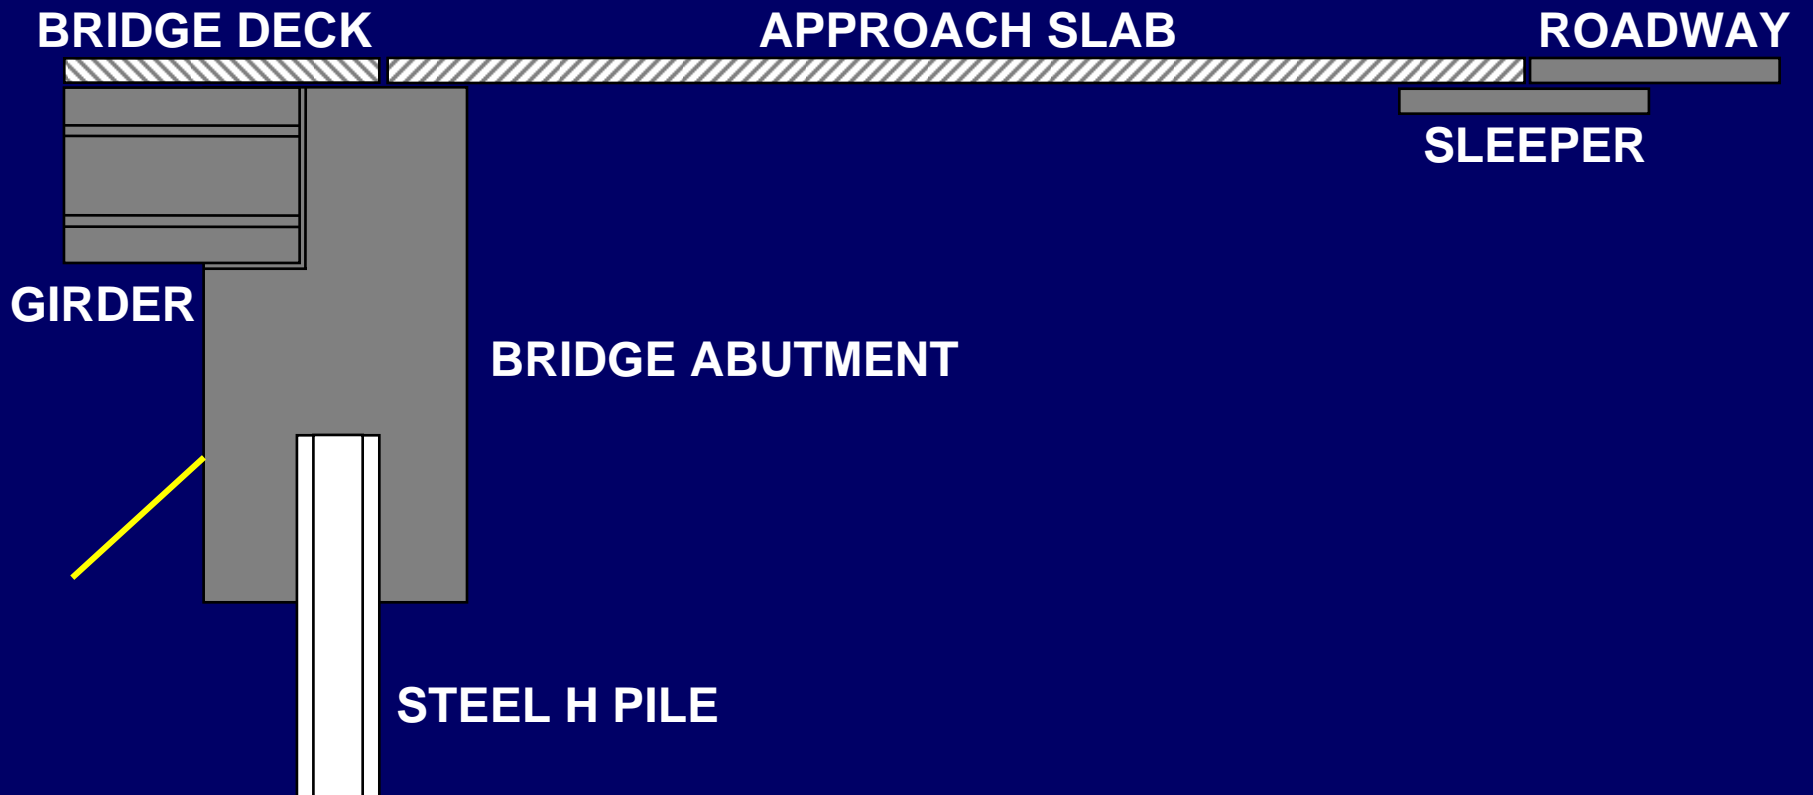 BRIDGE DECK
APPROACH SLAB
ROADWAY
SLEEPER
GIRDER
BRIDGE ABUTMENT
STEEL H PILE